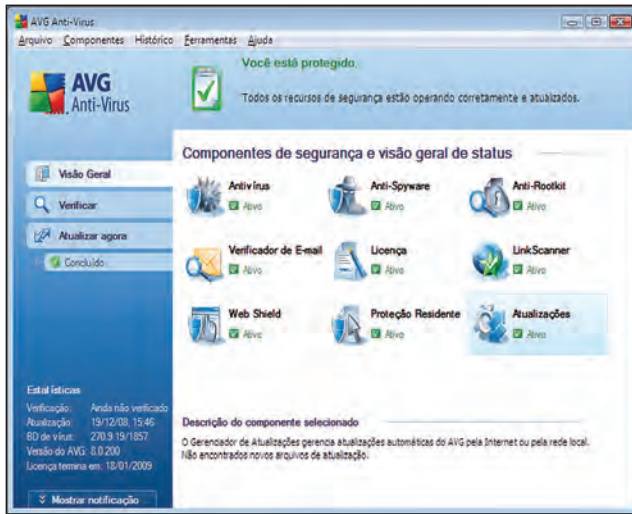 AVG Anti-Virus
Arquivo Componentes Histórico Ferramentas Ajuda
AVG
Anti-Virus
Você está protegido.
Todos os recursos de segurança estão operando corretamente e atualizados.
Visão Geral
Verificar
Atualizar agora
Concluído
Componentes de segurança e visão geral de status
Antivírus
Ativo
Anti-Spyware
Ativo
Anti-Rootkit
Ativo
Verificador de E-mail
Ativo
Licença
Ativo
LinkScanner
Ativo
Web Shield
Ativo
Proteção Residente
Ativo
Atualizações
Ativo
Estatísticas
Verificação: Ainda não verificado
Atualização: 19/12/08, 15:46
BD de vírus: 270.9.19/1857
Versão do AVG: 8.0.200
Licença termina em: 18/01/2009
Mostrar notificação
Descrição do componente selecionado
O Gerenciador de Atualizações gerencia atualizações automáticas do AVG pela Internet ou pela rede local.
Não encontrados novos arquivos de atualização.